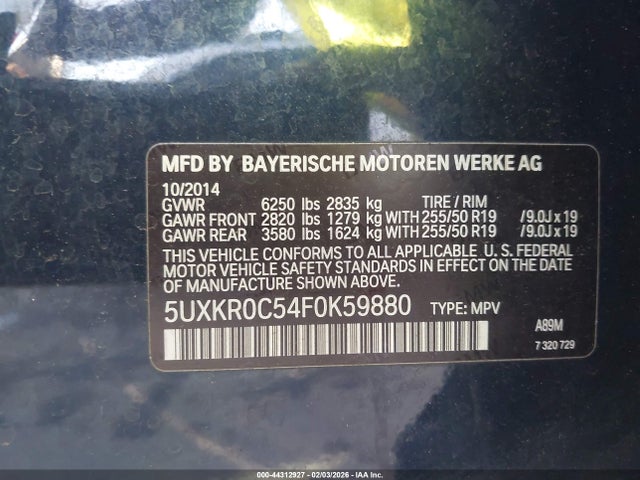 MFD BY BAYERISCHE MOTOREN WERKE AG
10/2014
GVWR 6250 lbs 2835 kg TIRE / RIM
GAWR FRONT 2820 lbs 1279 kg WITH 255/50 R19 /9.0J x 19
GAWR REAR 3580 lbs 1624 kg WITH 255/50 R19 /9.0J x 19
THIS VEHICLE CONFORMS TO ALL APPLICABLE U.S. FEDERAL
MOTOR VEHICLE SAFETY STANDARDS IN EFFECT ON THE DATE OF
MANUFACTURE SHOWN ABOVE.
5UXKR0C54F0K59880 TYPE: MPV
A89M
7 320 729
000-44312927 - 02/03/2026 - IAA Inc.